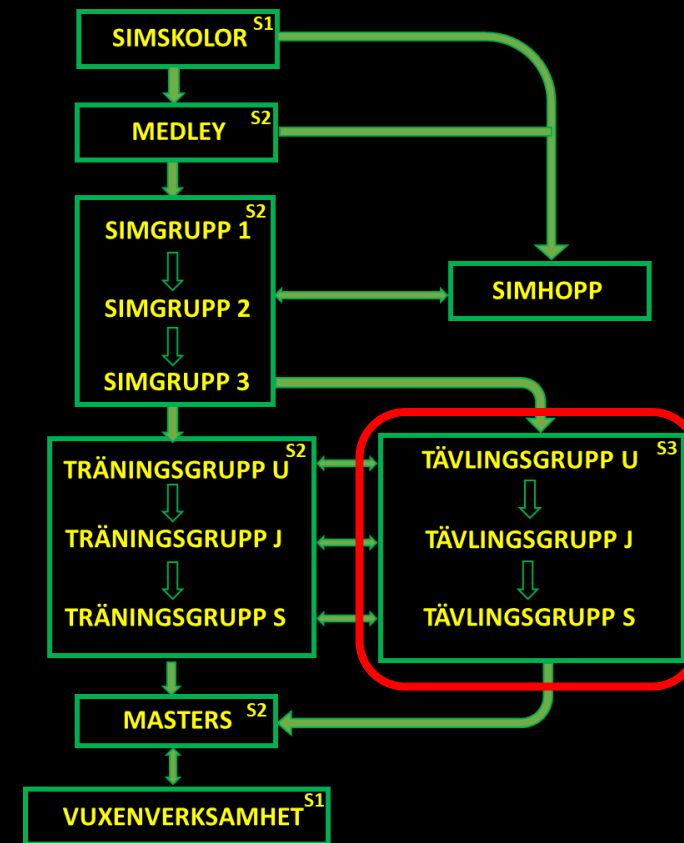 SIMSKOLOR S1
MEDLEY S2
S2
SIMGRUPP 1
SIMGRUPP 2
SIMGRUPP 3
SIMHOPP
S2
TRÄNINGSGRUPP U
TRÄNINGSGRUPP J
TRÄNINGSGRUPP S
S3
TÄVLINGSGRUPP U
TÄVLINGSGRUPP J
TÄVLINGSGRUPP S
MASTERS S2
VUXENVERKSAMHET S1